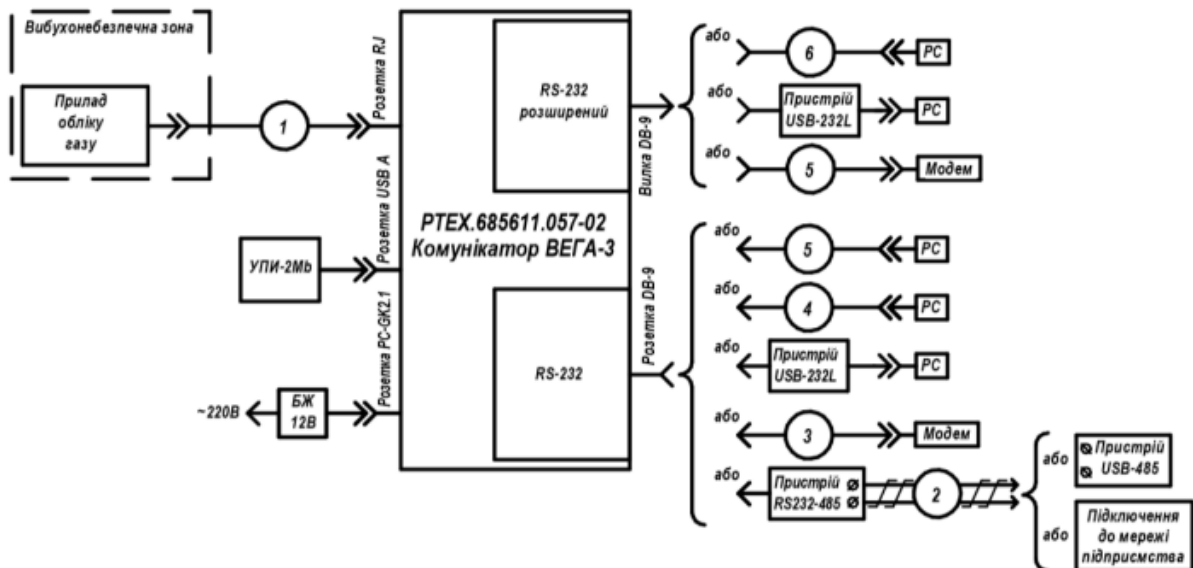 Вибухонебезпечна зона
Прилад
обліку
газу
1
Розетка RJ
УПИ-2Mb
Розетка USB A
~220В
БЖ
12В
Розетка PC-GK2.1
RS-232
розширений
РТЕХ.685611.057-02
Комунікатор ВЕГА-3
RS-232
Вилка DB-9
або
6
PC
або
Пристрій
USB-232L
PC
або
5
Модем
Розетка DB-9
або
5
PC
або
4
PC
або
Пристрій
USB-232L
PC
або
3
Модем
або
Пристрій
RS232-485
2
або
Пристрій
USB-485
або
Підключення
до мережі
підприємства